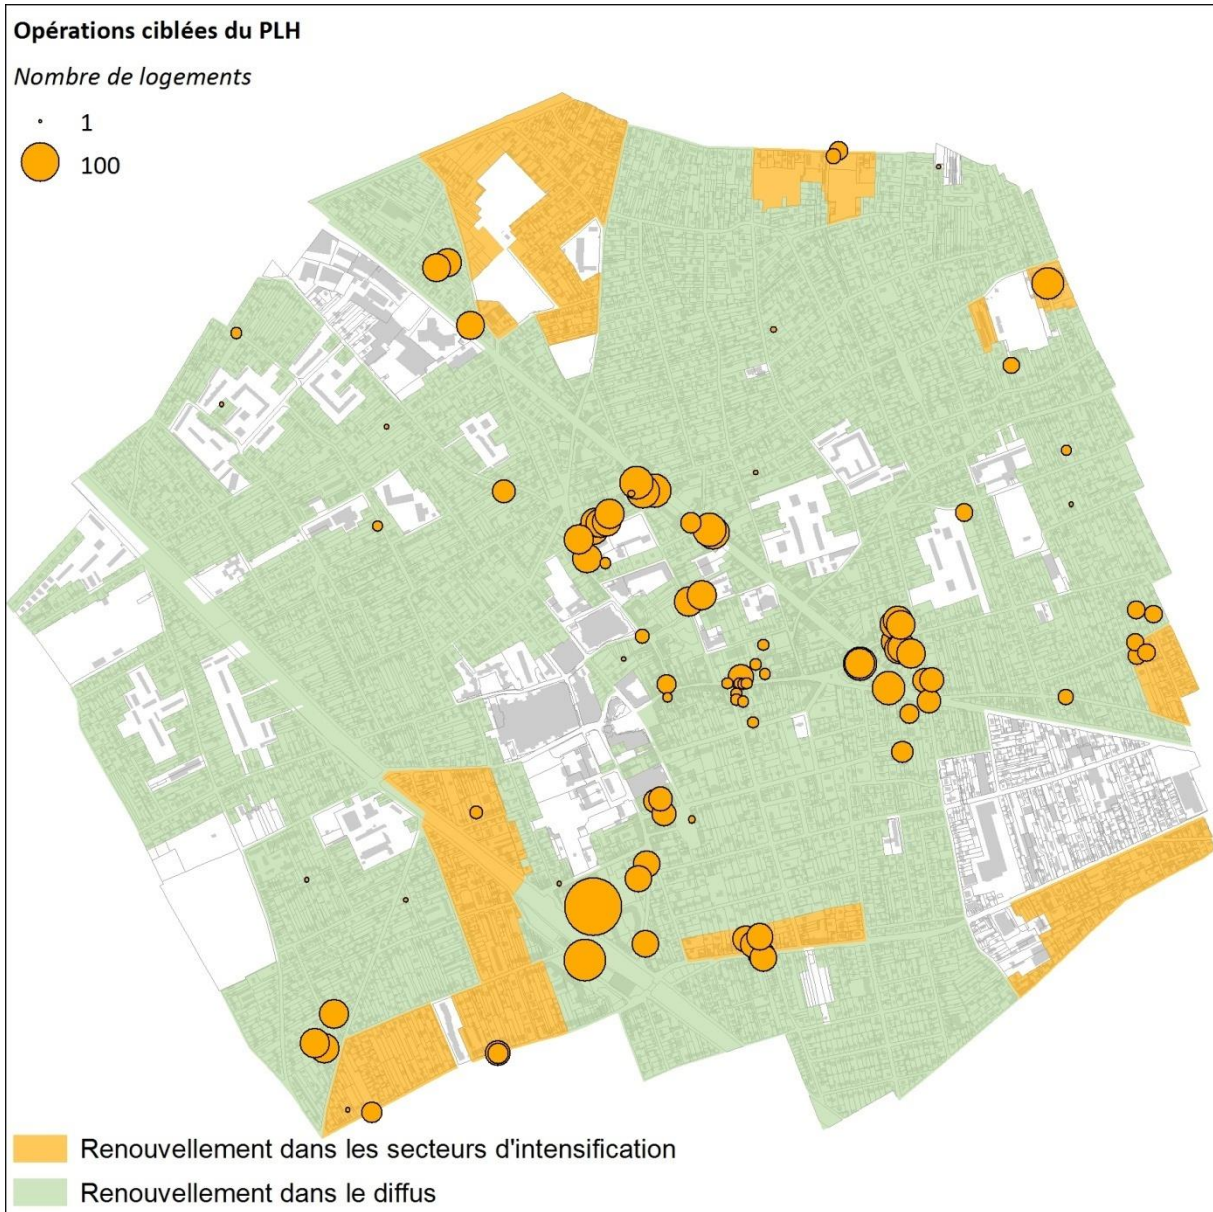 Opérations ciblées du PLH
Nombre de logements
1
100
Renouvellement dans les secteurs d'intensification
Renouvellement dans le diffus